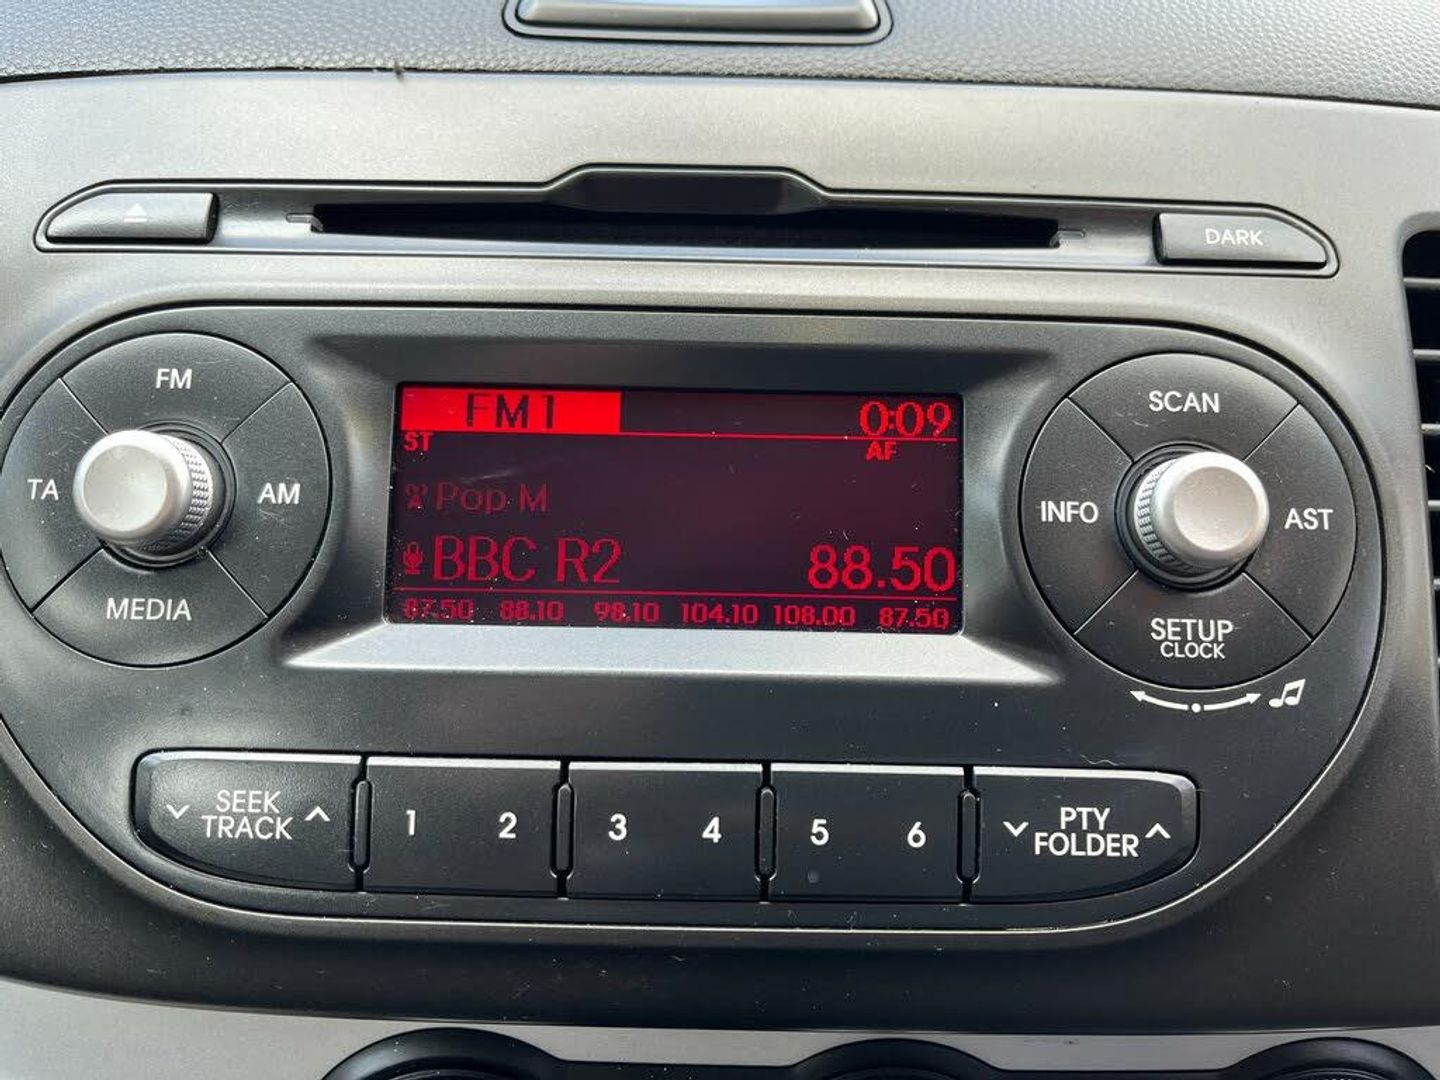 DARK
FM
TA
AM
MEDIA
FM1 0:09
ST AF
Pop M
BBC R2 88.50
87.50 88.10 98.10 104.10 108.00 87.50
SCAN
INFO
AST
SETUP
CLOCK
SEEK
TRACK
1 2 3 4 5 6
PTY
FOLDER